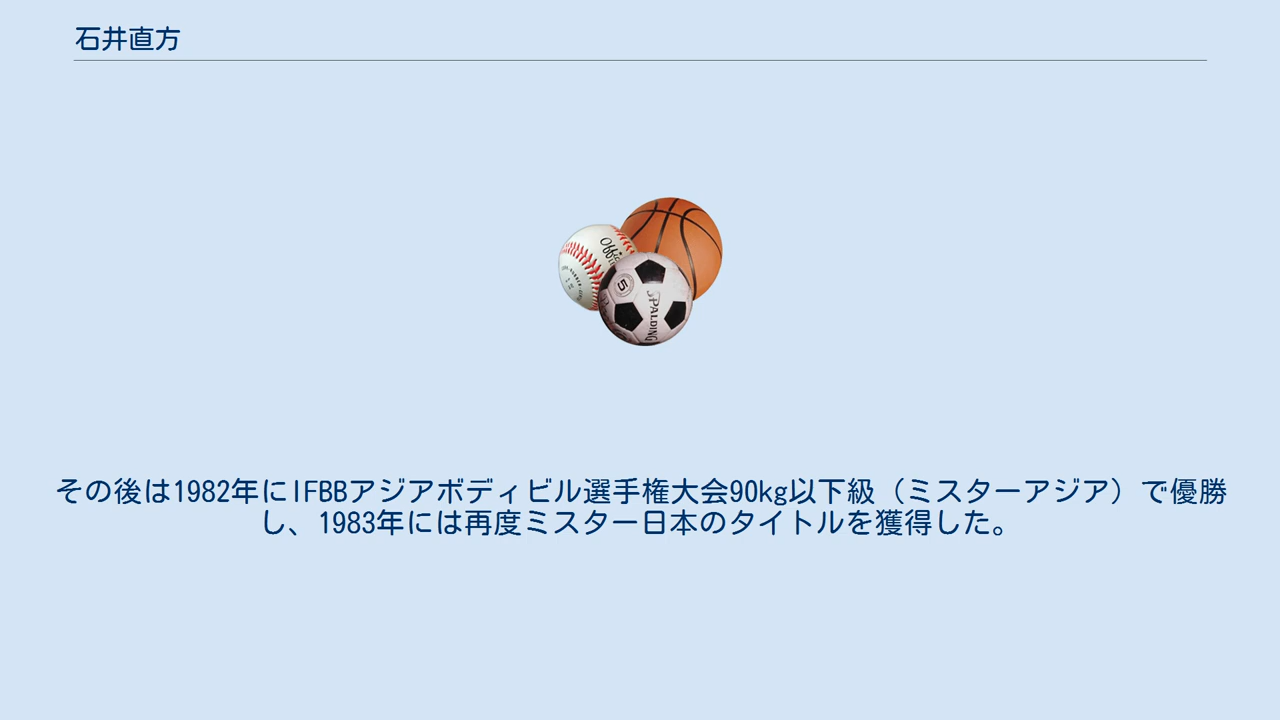 石井直方
Offic
5
SPALDING
その後は1982年にIFBBアジアボディビル選手権大会90kg以下級（ミスターアジア）で優勝
し、1983年には再度ミスター日本のタイトルを獲得した。